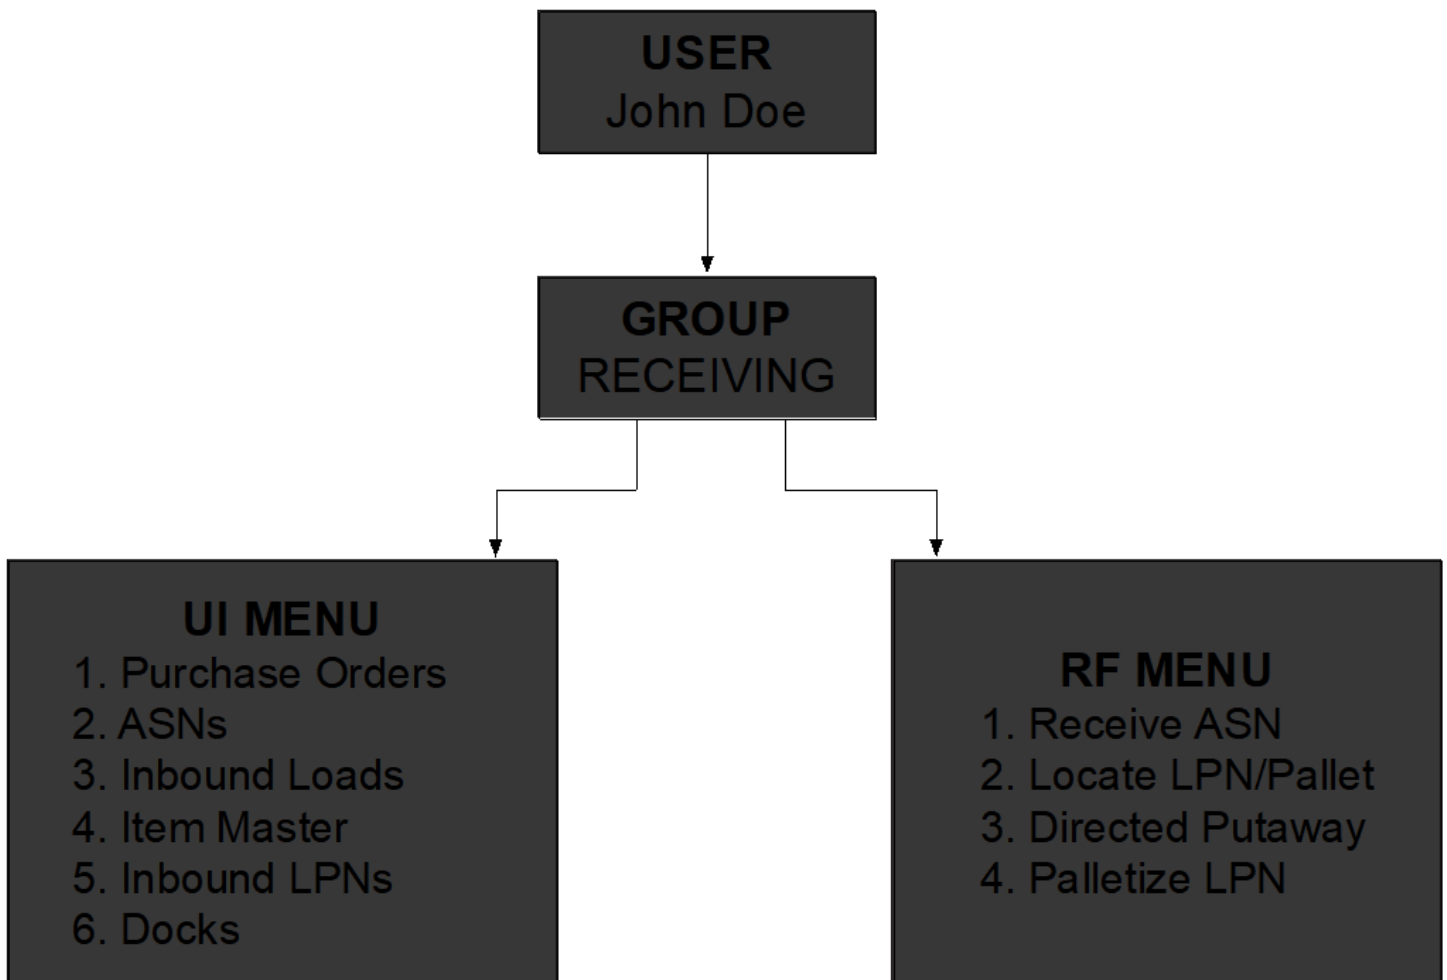 USER
John Doe
GROUP
RECEIVING
UI MENU
1. Purchase Orders
2. ASNs
3. Inbound Loads
4. Item Master
5. Inbound LPNs
6. Docks
RF MENU
1. Receive ASN
2. Locate LPN/Pallet
3. Directed Putaway
4. Palletize LPN